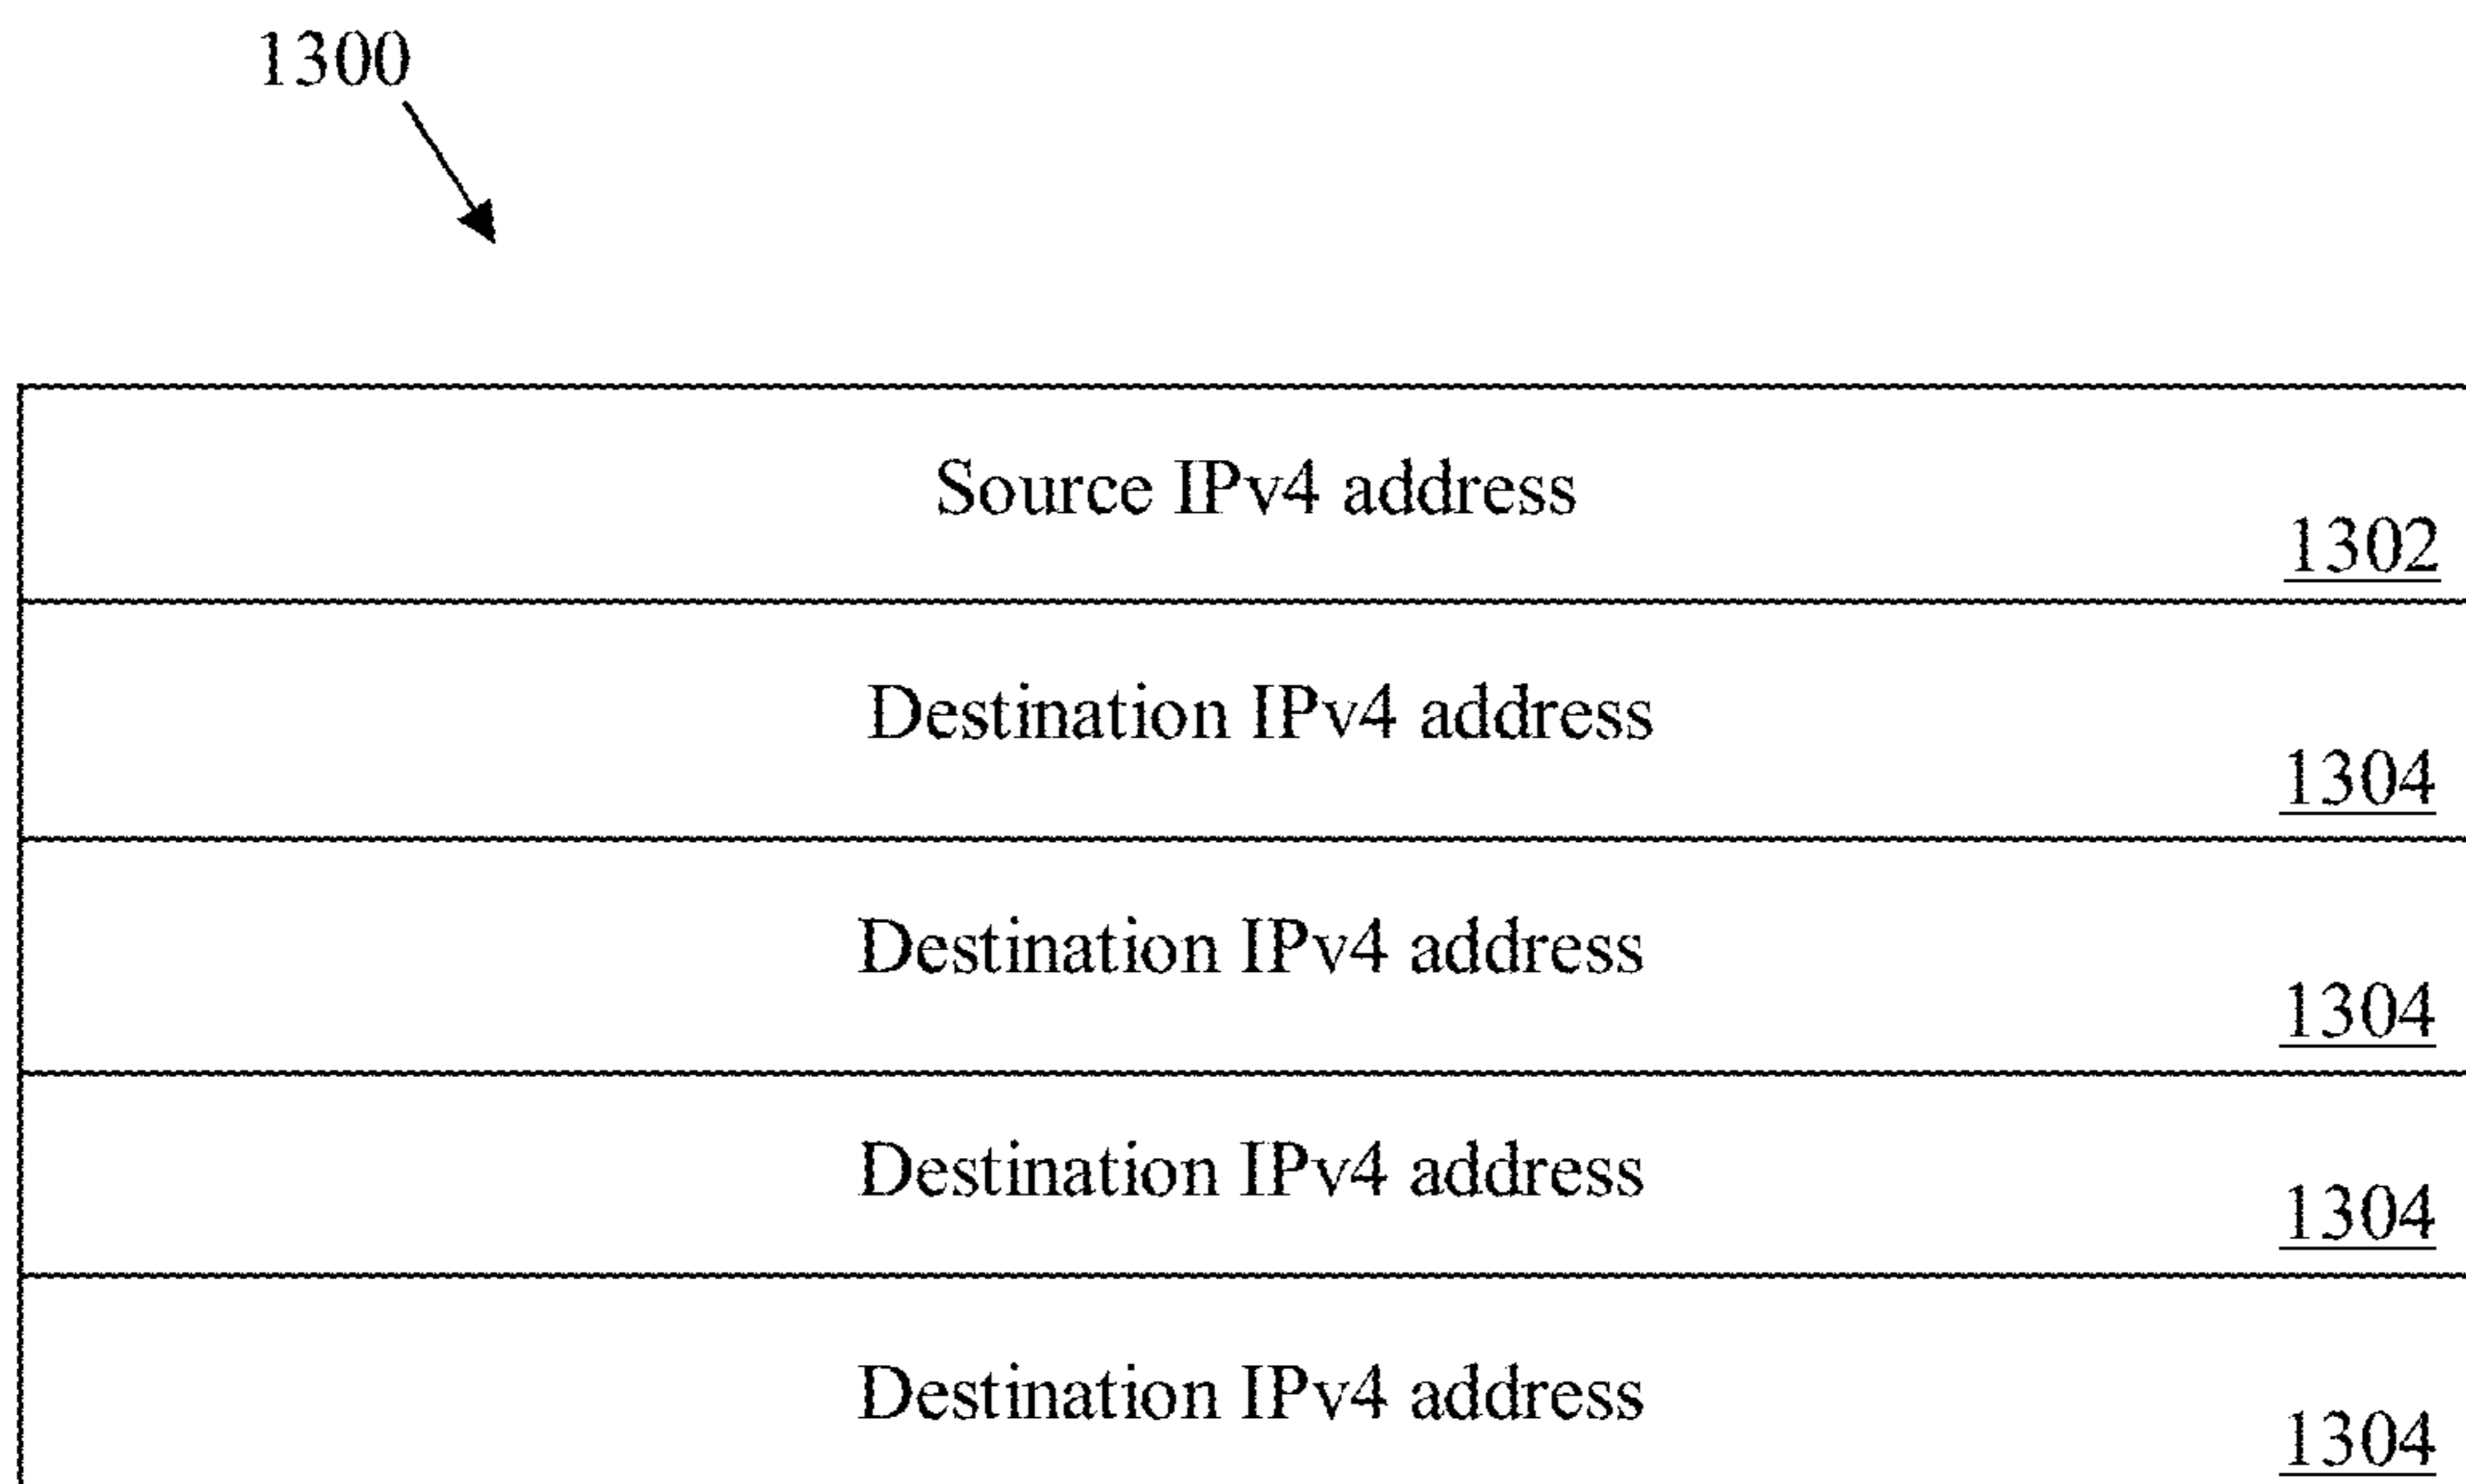 1300
Source IPv4 address
1302
Destination IPv4 address
1304
Destination IPv4 address
1304
Destination IPv4 address
1304
Destination IPv4 address
1304